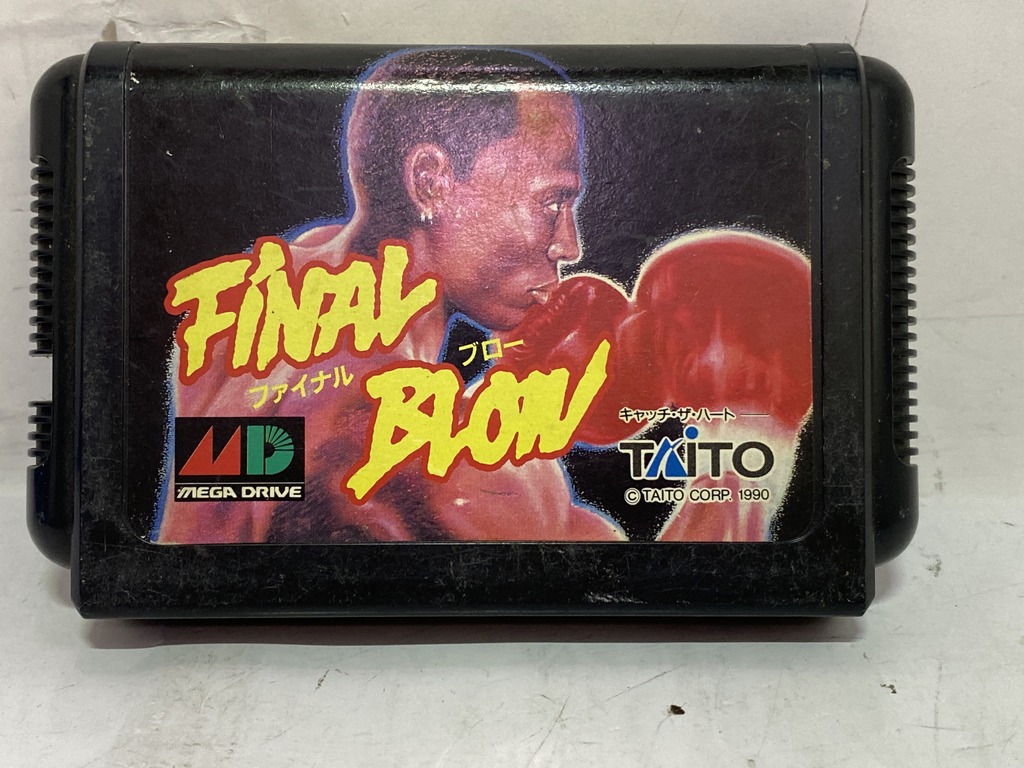 FINAL
ファイナル
BLOW
ブロー
MD
MEGA DRIVE
キャッチ・ザ・ハート
TAITO
© TAITO CORP. 1990